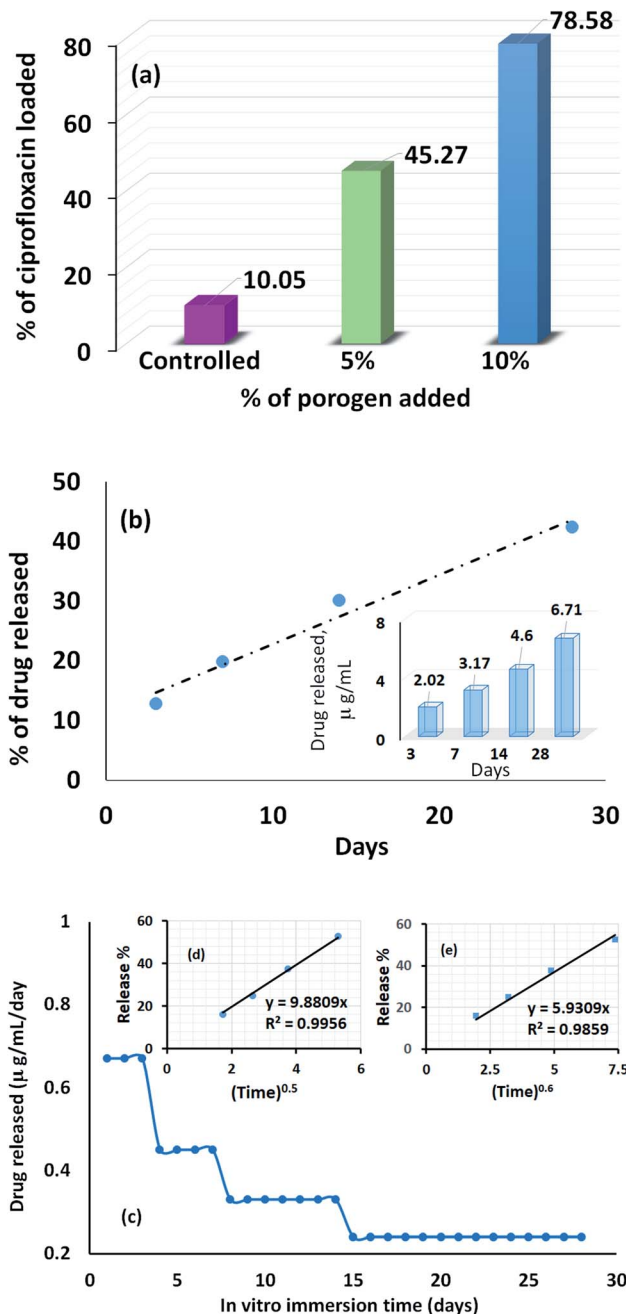 (a)
% of ciprofloxacin loaded
80
60
40
20
0
10.05
45.27
78.58
Controlled 5% 10%
% of porogen added
(b)
% of drug released
50
40
30
20
10
0
0 10 20 30
Days
Drug released,
μ g/mL
8
4
0
2.02
3.17
4.6
6.71
3 7 14 28
Days
(c)
Drug released (μ g/mL/day
1
0.8
0.6
0.4
0.2
0 5 10 15 20 25 30
In vitro immersion time (days)
(d)
Release %
60
40
20
0
0 2 4 6
(Time)0.5
y = 9.8809x
R² = 0.9956
(e)
Release %
60
40
20
0
0 2.5 5 7.5
(Time)0.6
y = 5.9309x
R² = 0.9859